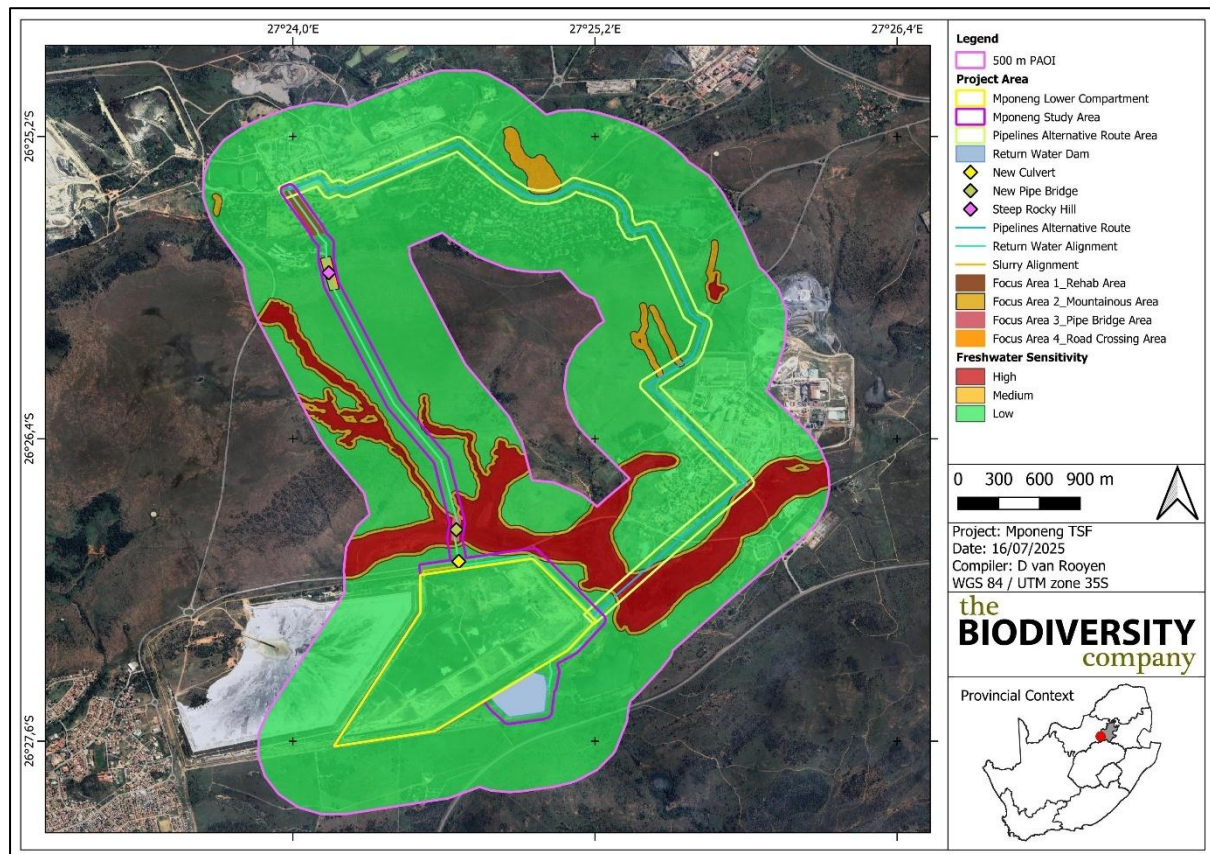 27°24,0'E
27°25,2'E
27°26,4'E
26°25,2'S
26°26,4'S
26°27,6'S
Legend
500 m PAOI
Project Area
Mponeng Lower Compartment
Mponeng Study Area
Pipelines Alternative Route Area
Return Water Dam
New Culvert
New Pipe Bridge
Steep Rocky Hill
Pipelines Alternative Route
Return Water Alignment
Slurry Alignment
Focus Area 1_Rehab Area
Focus Area 2_Mountainous Area
Focus Area 3_Pipe Bridge Area
Focus Area 4_Road Crossing Area
Freshwater Sensitivity
High
Medium
Low
0 300 600 900 m
Project: Mponeng TSF
Date: 16/07/2025
Compiler: D van Rooyen
WGS 84 / UTM zone 35S
the
BIODIVERSITY
company
Provincial Context